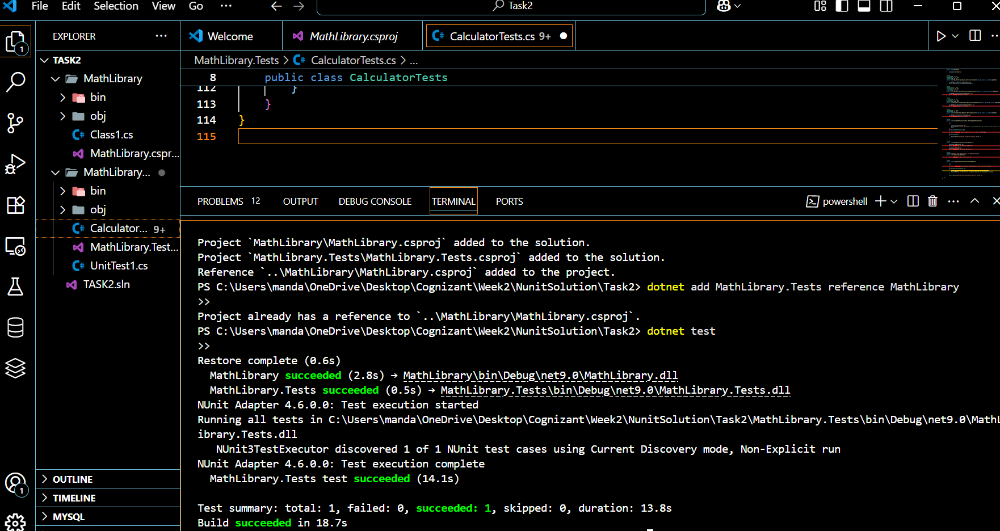 File Edit Selection View Go ··· Task2
EXPLORER ···
TASK2
MathLibrary
bin
obj
Class1.cs
MathLibrary.cspr...
MathLibrary...
bin
obj
Calculator... 9+
MathLibrary.Test...
UnitTest1.cs
TASK2.sln
OUTLINE
TIMELINE
MYSQL
1
1
Welcome MathLibrary.csproj CalculatorTests.cs 9+
MathLibrary.Tests > CalculatorTests.cs > ...
8 public class CalculatorTests
112 }
113 }
114 }
115
PROBLEMS 12 OUTPUT DEBUG CONSOLE TERMINAL PORTS powershell
Project `MathLibrary\MathLibrary.csproj` added to the solution.
Project `MathLibrary.Tests\MathLibrary.Tests.csproj` added to the solution.
Reference `..\MathLibrary\MathLibrary.csproj` added to the project.
PS C:\Users\manda\OneDrive\Desktop\Cognizant\Week2\NunitSolution\Task2> dotnet add MathLibrary.Tests reference MathLibrary
>>
Project already has a reference to `..\MathLibrary\MathLibrary.csproj`.
PS C:\Users\manda\OneDrive\Desktop\Cognizant\Week2\NunitSolution\Task2> dotnet test
>>
Restore complete (0.6s)
MathLibrary succeeded (2.8s) → MathLibrary\bin\Debug\net9.0\MathLibrary.dll
MathLibrary.Tests succeeded (0.5s) → MathLibrary.Tests\bin\Debug\net9.0\MathLibrary.Tests.dll
NUnit Adapter 4.6.0.0: Test execution started
Running all tests in C:\Users\manda\OneDrive\Desktop\Cognizant\Week2\NunitSolution\Task2\MathLibrary.Tests\bin\Debug\net9.0\MathL
ibrary.Tests.dll
NUnit3TestExecutor discovered 1 of 1 NUnit test cases using Current Discovery mode, Non-Explicit run
NUnit Adapter 4.6.0.0: Test execution complete
MathLibrary.Tests test succeeded (14.1s)
Test summary: total: 1, failed: 0, succeeded: 1, skipped: 0, duration: 13.8s
Build succeeded in 18.7s